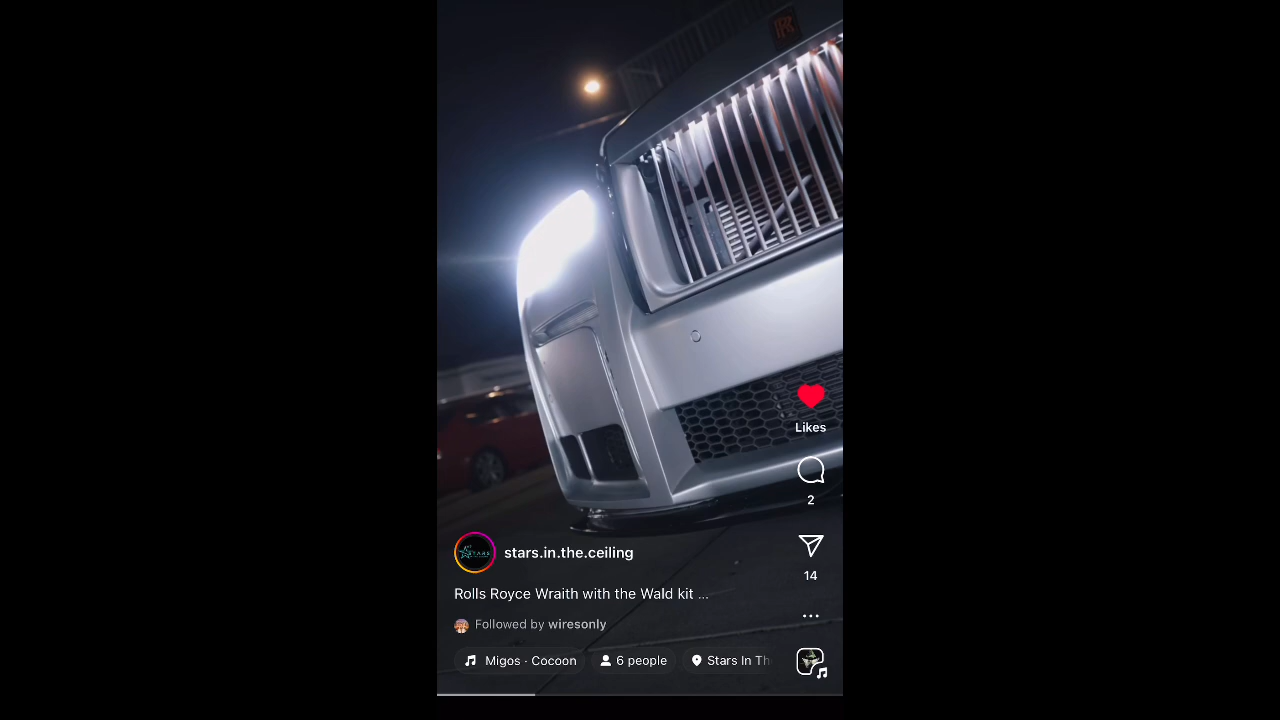 Likes
2
STARS
stars.in.the.ceiling
14
Rolls Royce Wraith with the Wald kit ...
Followed by wiresonly
Migos · Cocoon
6 people
Stars In Th